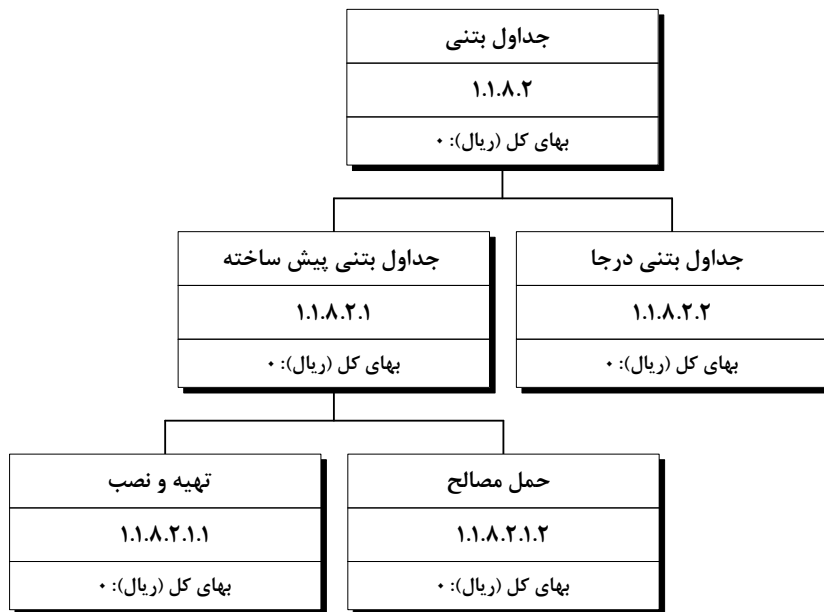 جداول بتنی
۱.۱.۸.۲
بهای کل (ریال): ۰
جداول بتنی پیش ساخته
۱.۱.۸.۲.۱
بهای کل (ریال): ۰
جداول بتنی درجا
۱.۱.۸.۲.۲
بهای کل (ریال): ۰
تهیه و نصب
۱.۱.۸.۲.۱.۱
بهای کل (ریال): ۰
حمل مصالح
۱.۱.۸.۲.۱.۲
بهای کل (ریال): ۰